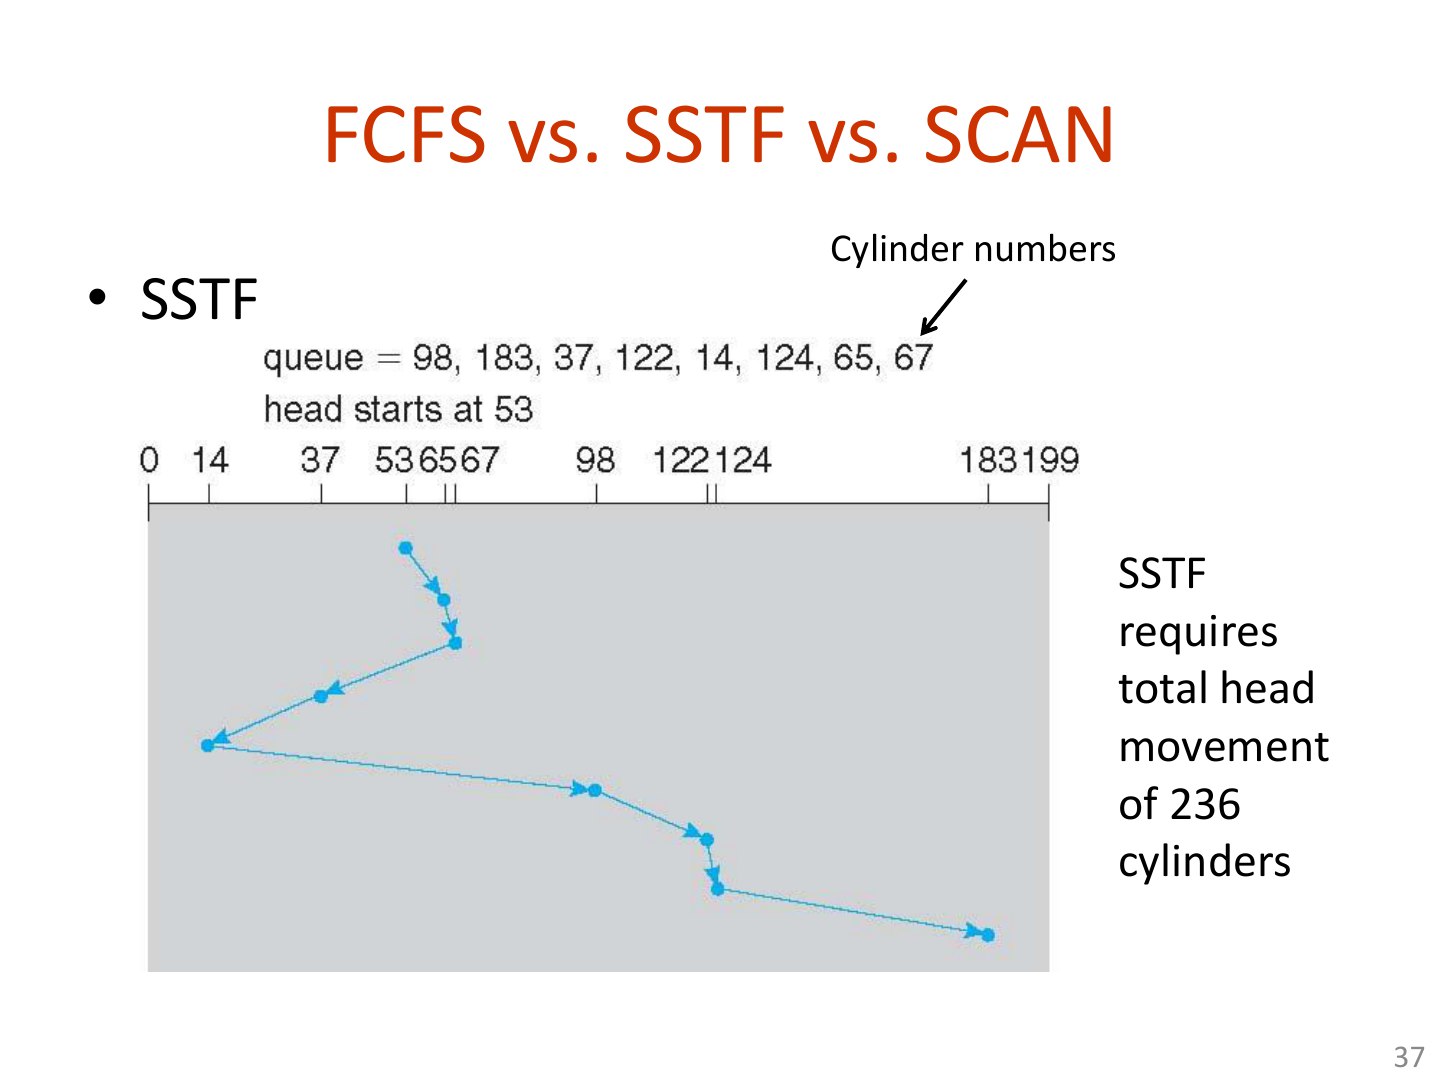 FCFS vs. SSTF vs. SCAN
Cylinder numbers
• SSTF
queue = 98, 183, 37, 122, 14, 124, 65, 67
head starts at 53
0 14 37 53 65 67 98 122 124 183 199
SSTF
requires
total head
movement
of 236
cylinders
37